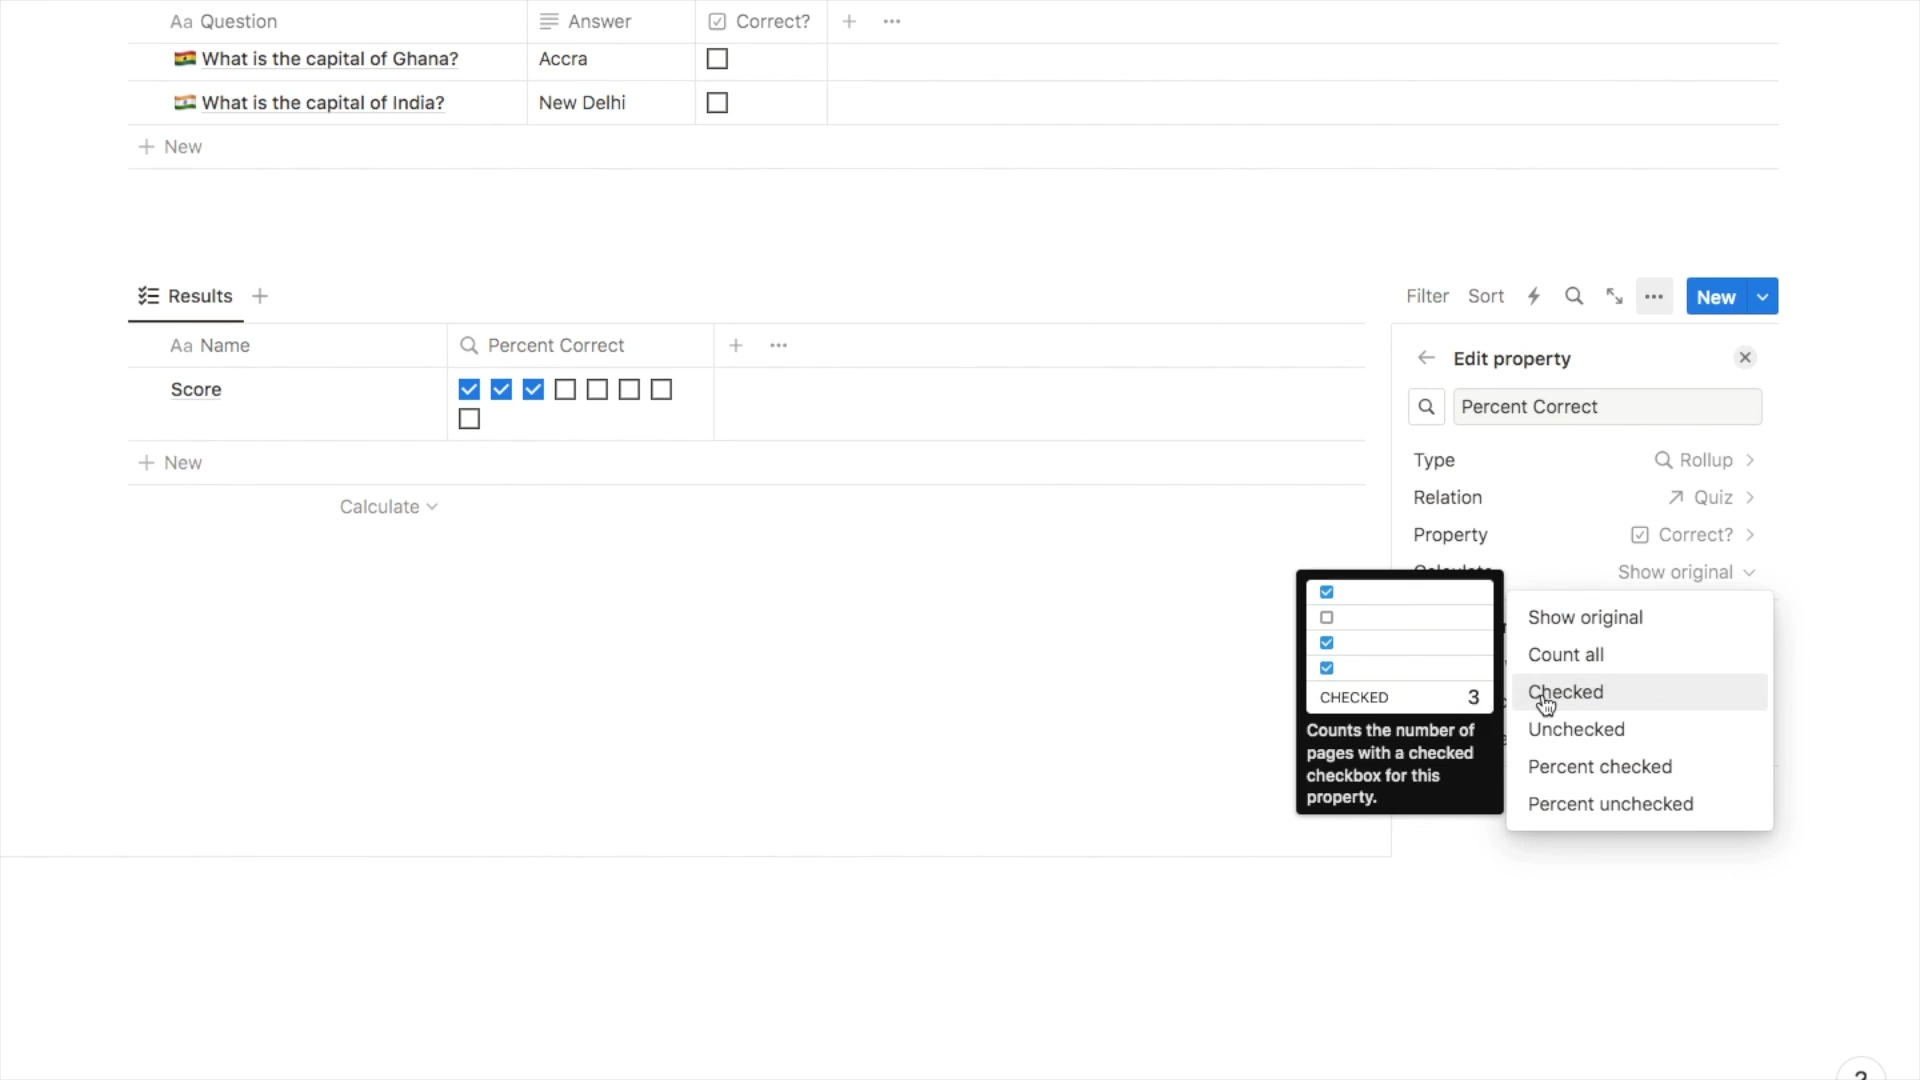 Aa Question Answer Correct?
What is the capital of Ghana? Accra
What is the capital of India? New Delhi
New
Results
Filter Sort New
Aa Name Percent Correct
Score
New
Calculate
Edit property
Percent Correct
Type Rollup
Relation Quiz
Property Correct?
Show original
Show original
Count all
Checked
Unchecked
Percent checked
Percent unchecked
CHECKED 3
Counts the number of
pages with a checked
checkbox for this
property.